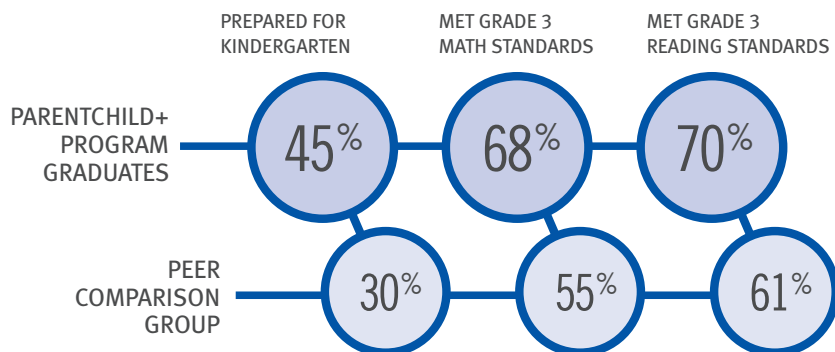 PREPARED FOR
KINDERGARTEN
MET GRADE 3
MATH STANDARDS
MET GRADE 3
READING STANDARDS
PARENTCHILD+
PROGRAM
GRADUATES
45%
68%
70%
PEER
COMPARISON
GROUP
30%
55%
61%